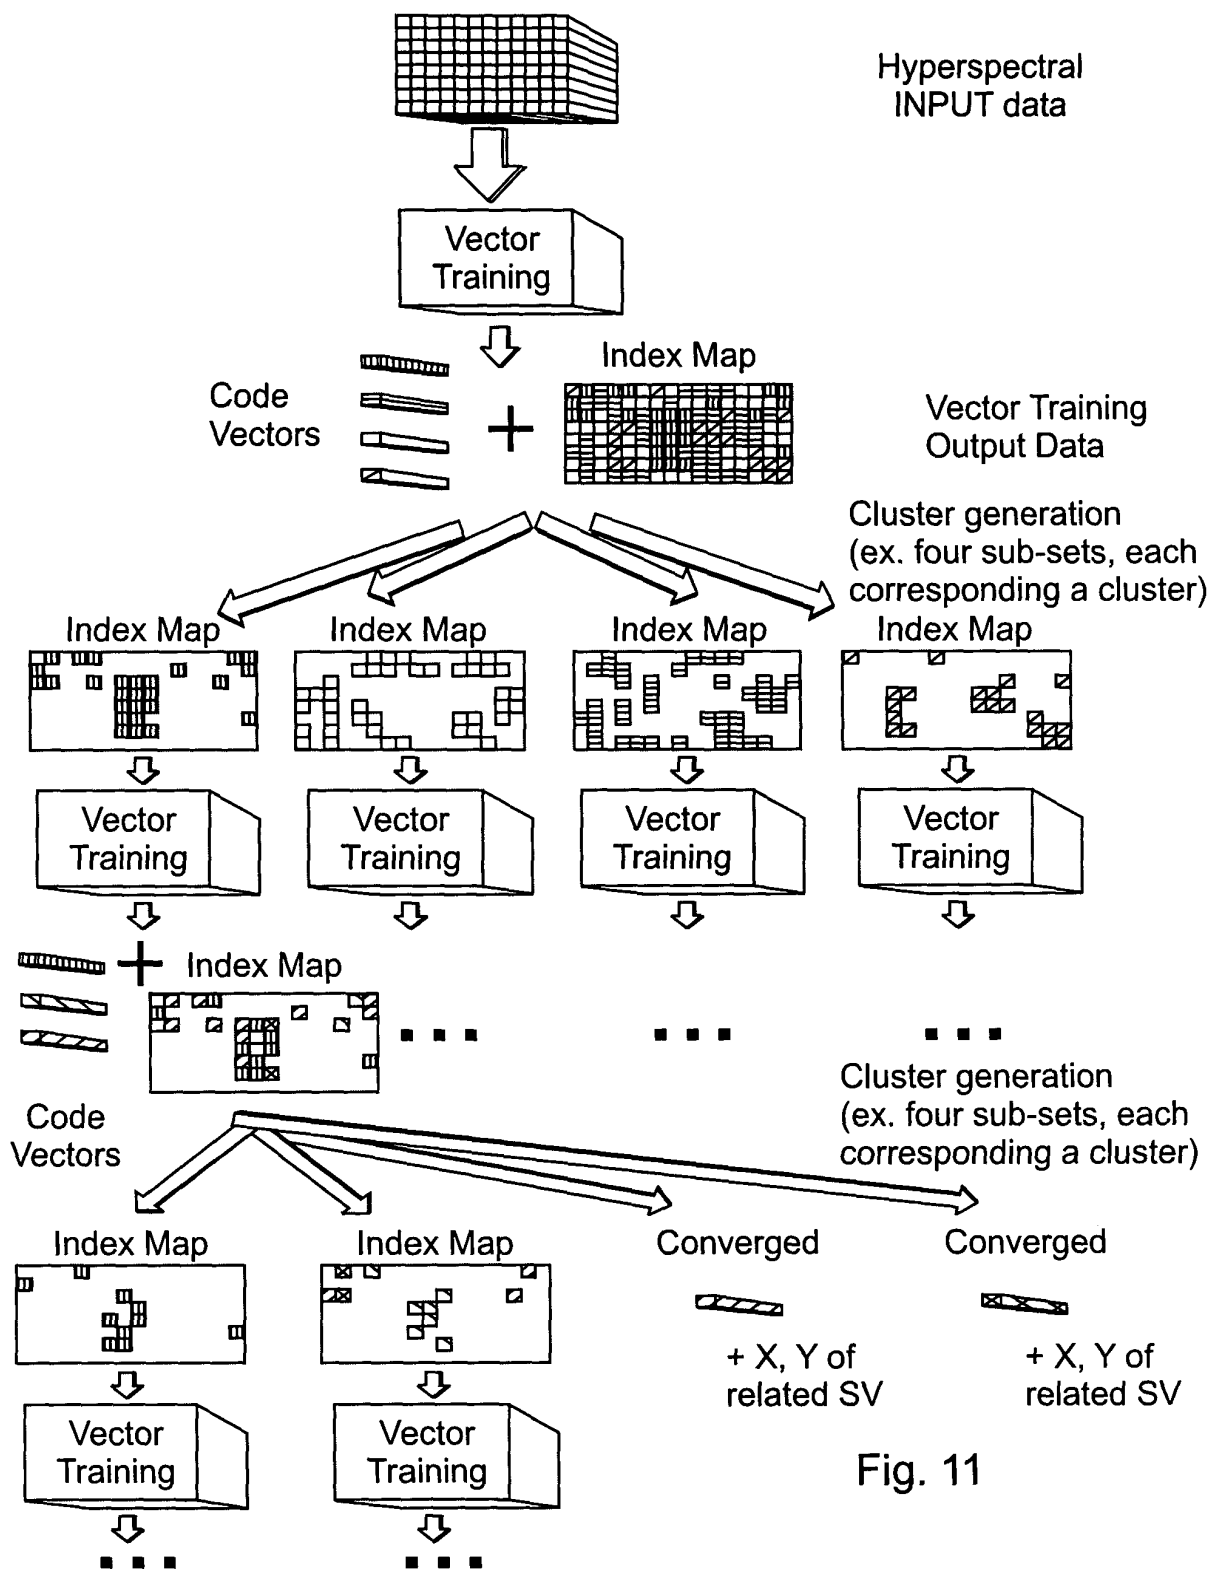 Hyperspectral
INPUT data
Vector
Training
Index Map
Code
Vectors
Vector Training
Output Data
Cluster generation
(ex. four sub-sets, each
corresponding a cluster)
Index Map
Index Map
Index Map
Index Map
Vector
Training
Vector
Training
Vector
Training
Vector
Training
Index Map
Code
Vectors
Cluster generation
(ex. four sub-sets, each
corresponding a cluster)
Index Map
Index Map
Converged
Converged
+ X, Y of
related SV
+ X, Y of
related SV
Vector
Training
Vector
Training
Fig. 11